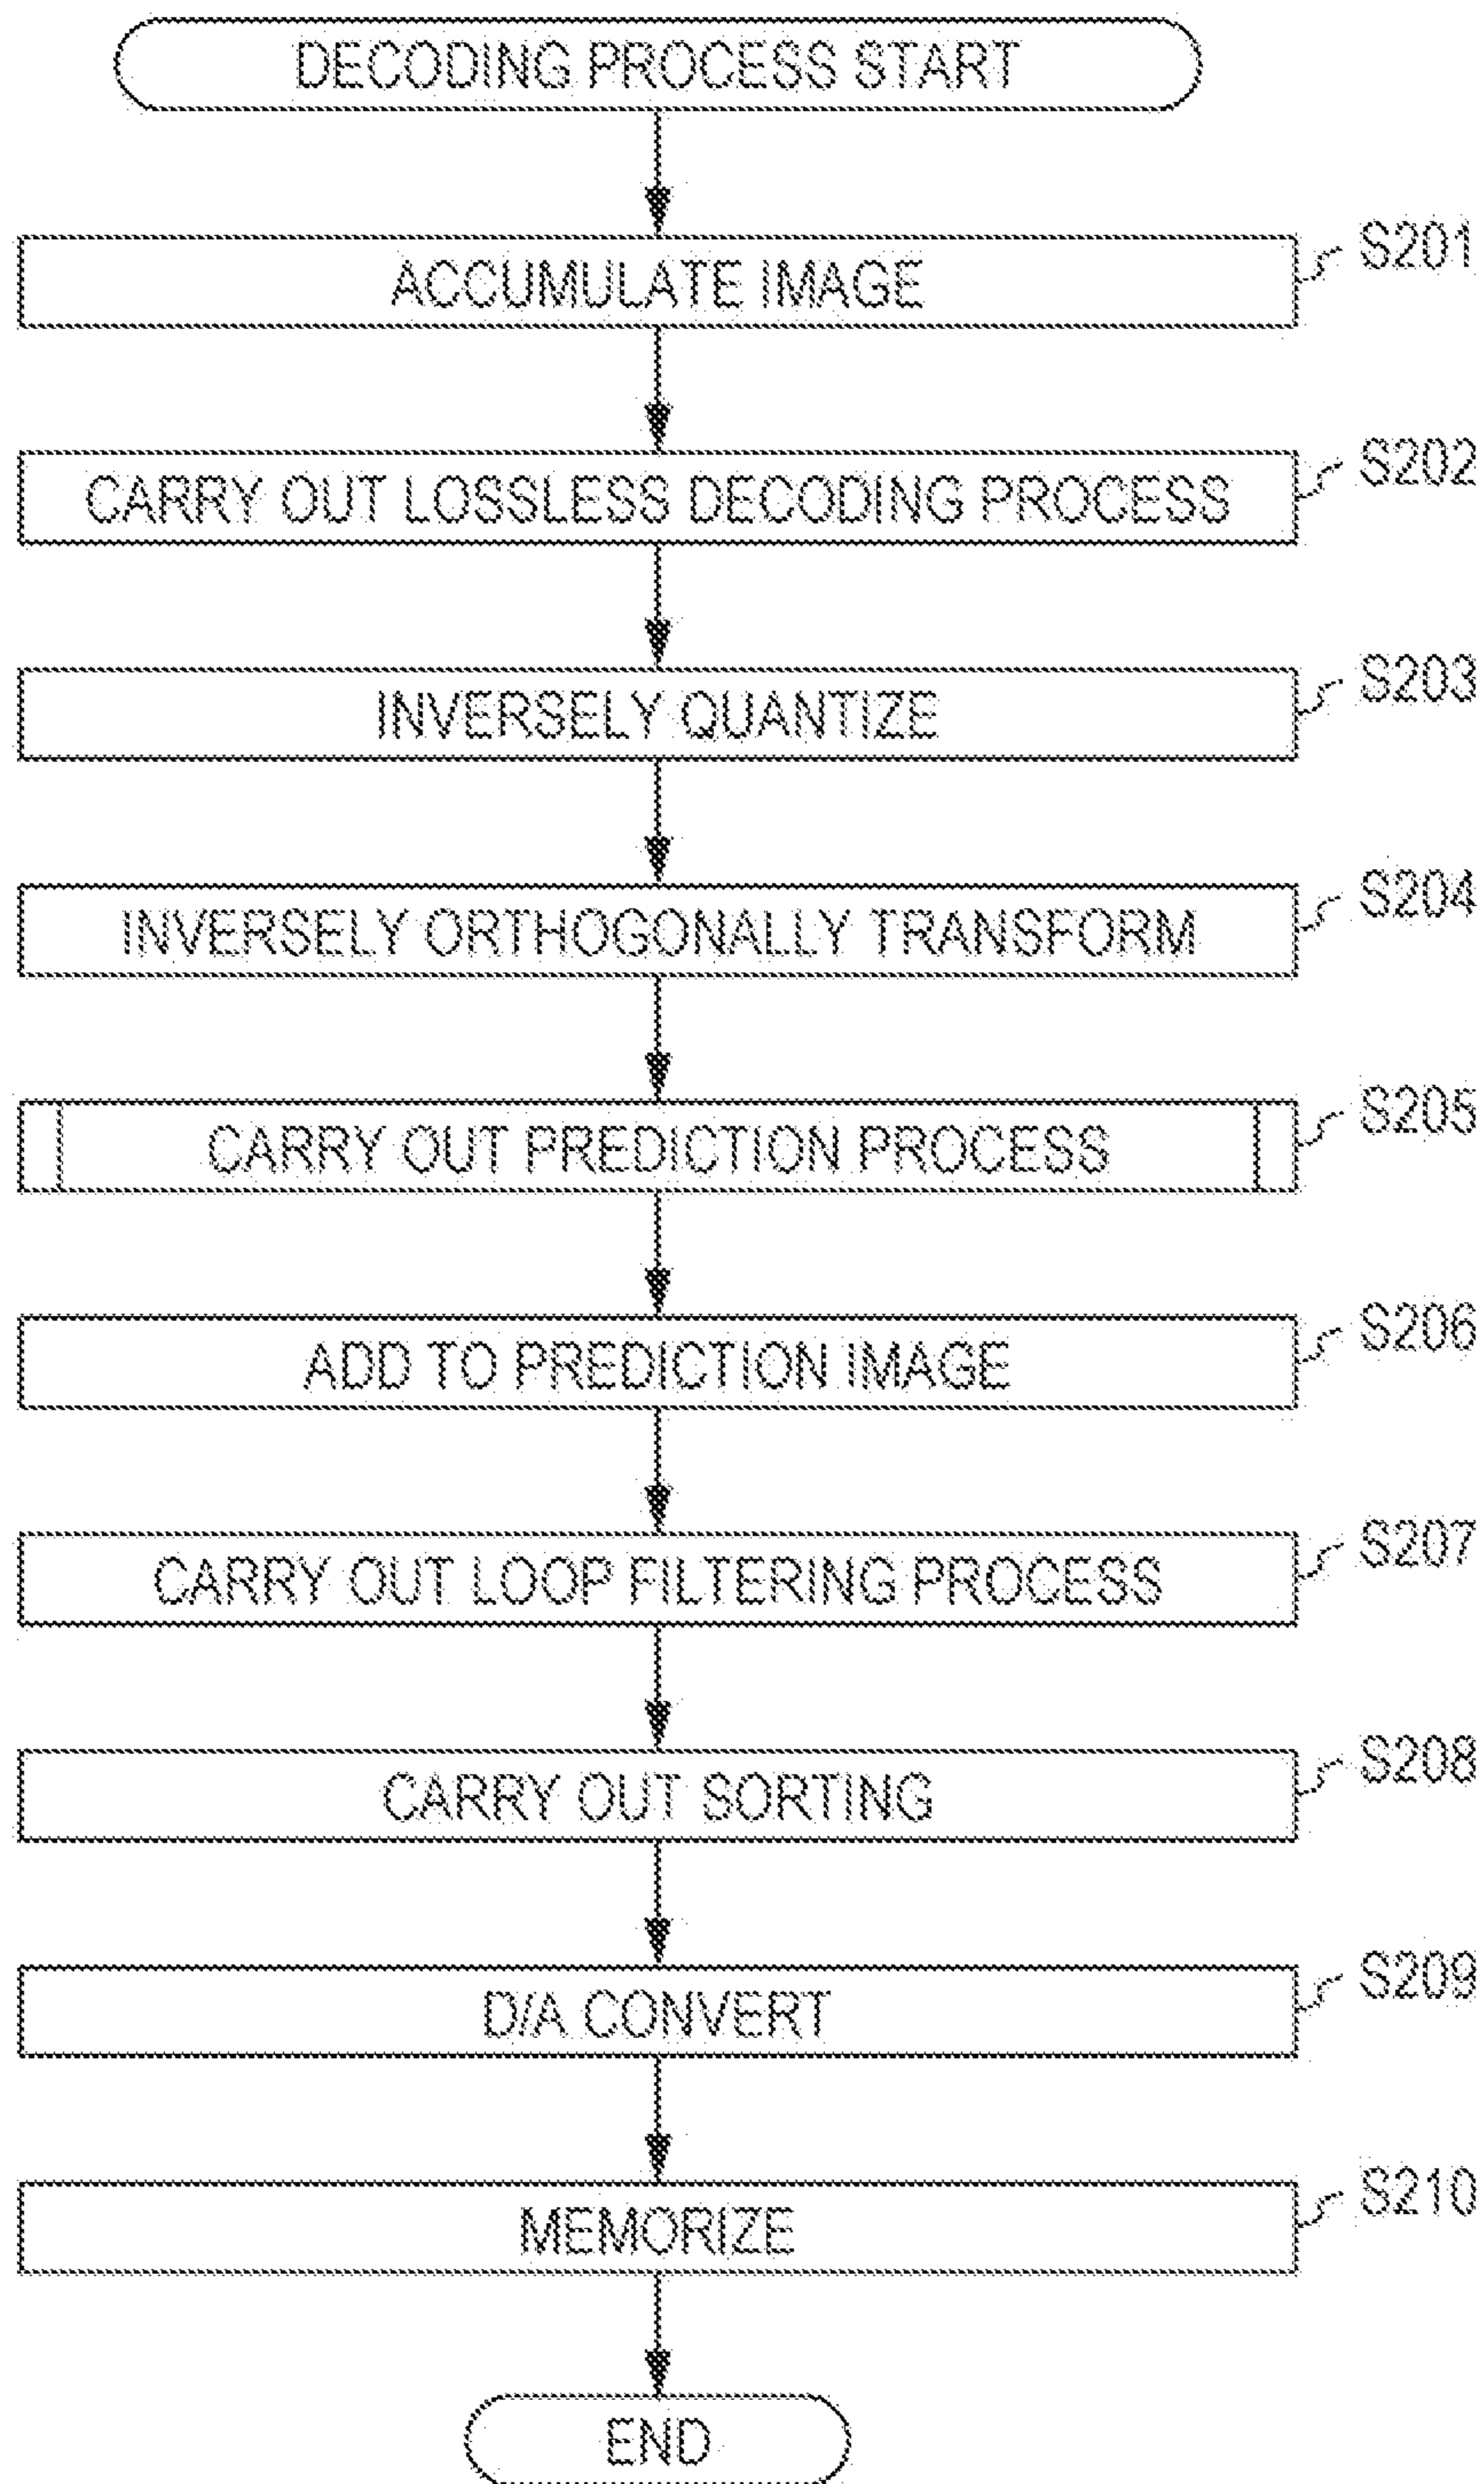 DECODING PROCESS START
ACCUMULATE IMAGE
S201
CARRY OUT LOSSLESS DECODING PROCESS
S202
INVERSELY QUANTIZE
S203
INVERSELY ORTHOGONALLY TRANSFORM
S204
CARRY OUT PREDICTION PROCESS
S205
ADD TO PREDICTION IMAGE
S206
CARRY OUT LOOP FILTERING PROCESS
S207
CARRY OUT SORTING
S208
D/A CONVERT
S209
MEMORIZE
S210
END